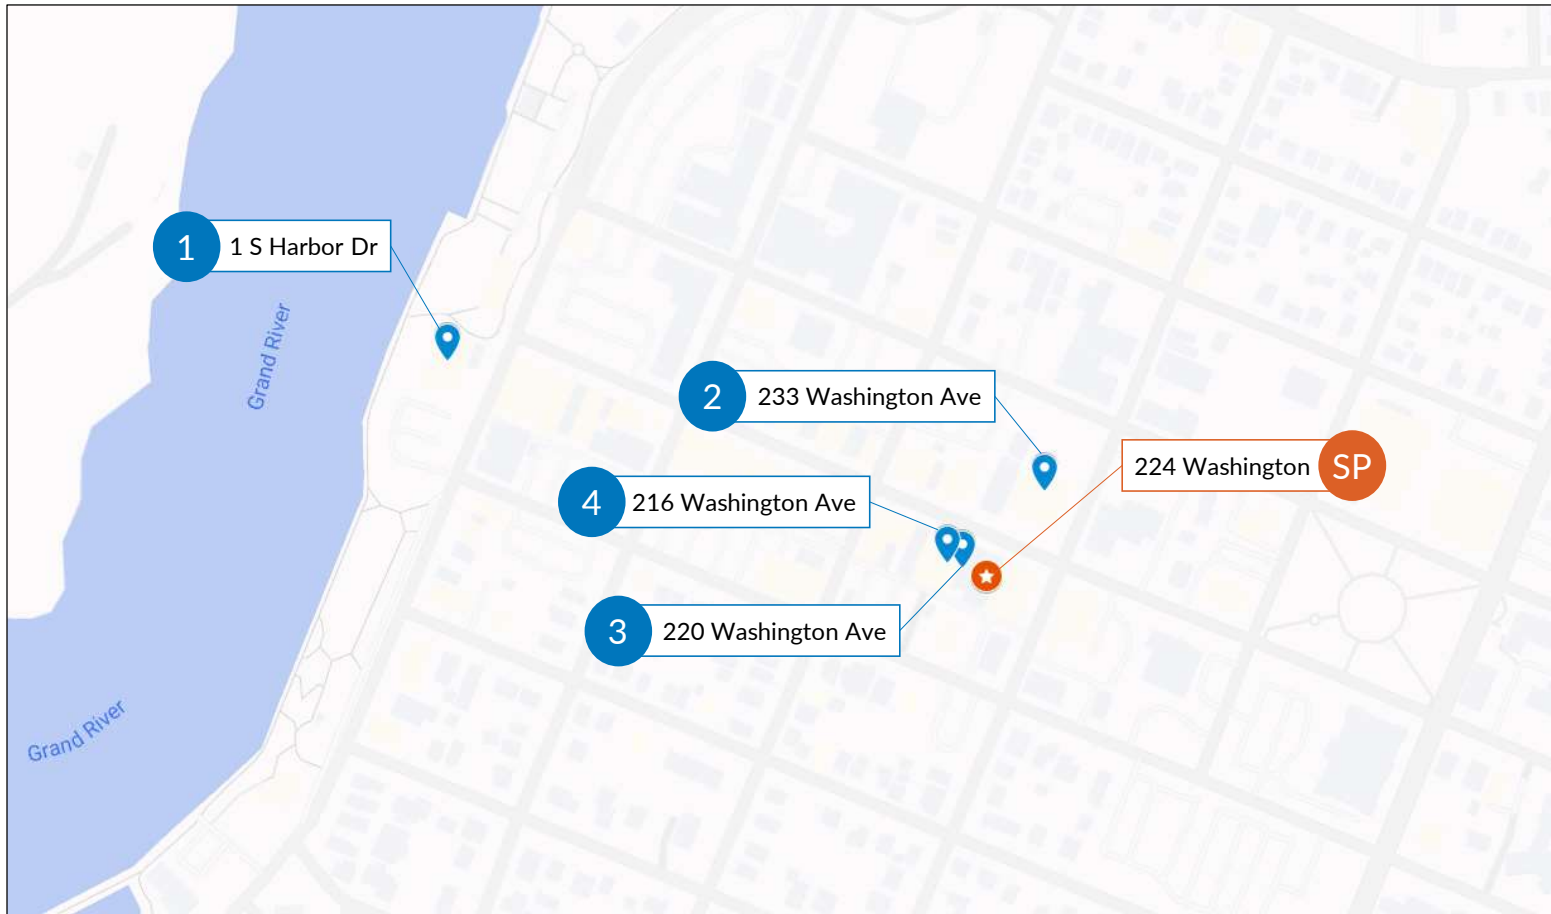 1
1 S Harbor Dr
Grand River
2
233 Washington Ave
224 Washington
SP
4
216 Washington Ave
3
220 Washington Ave
Grand River